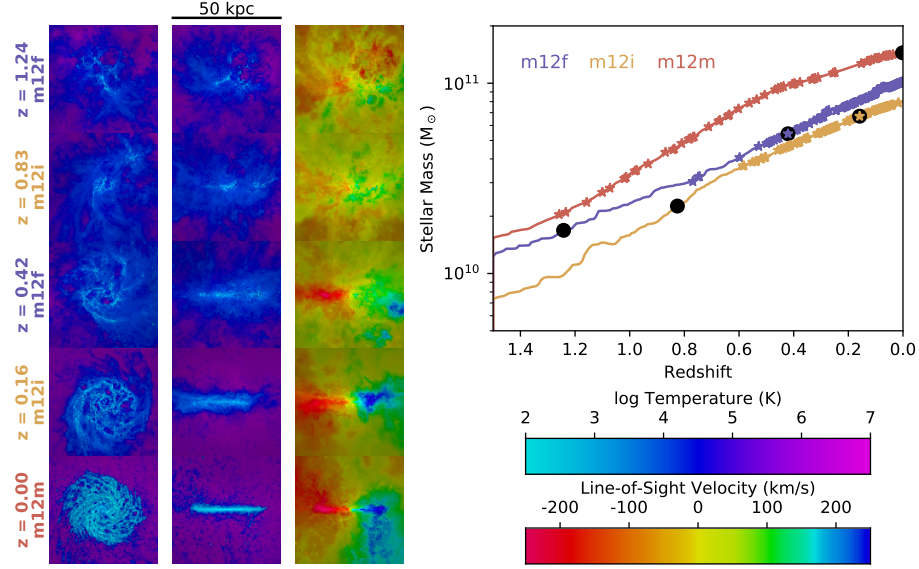 50 kpc
z = 1.24
m12f
z = 0.83
m12i
z = 0.42
m12f
z = 0.16
m12i
z = 0.00
m12m
m12f m12i m12m
Stellar Mass (M☉)
10¹¹
10¹⁰
1.4 1.2 1.0 0.8 0.6 0.4 0.2 0.0
Redshift
log Temperature (K)
2 3 4 5 6 7
Line-of-Sight Velocity (km/s)
-200 -100 0 100 200